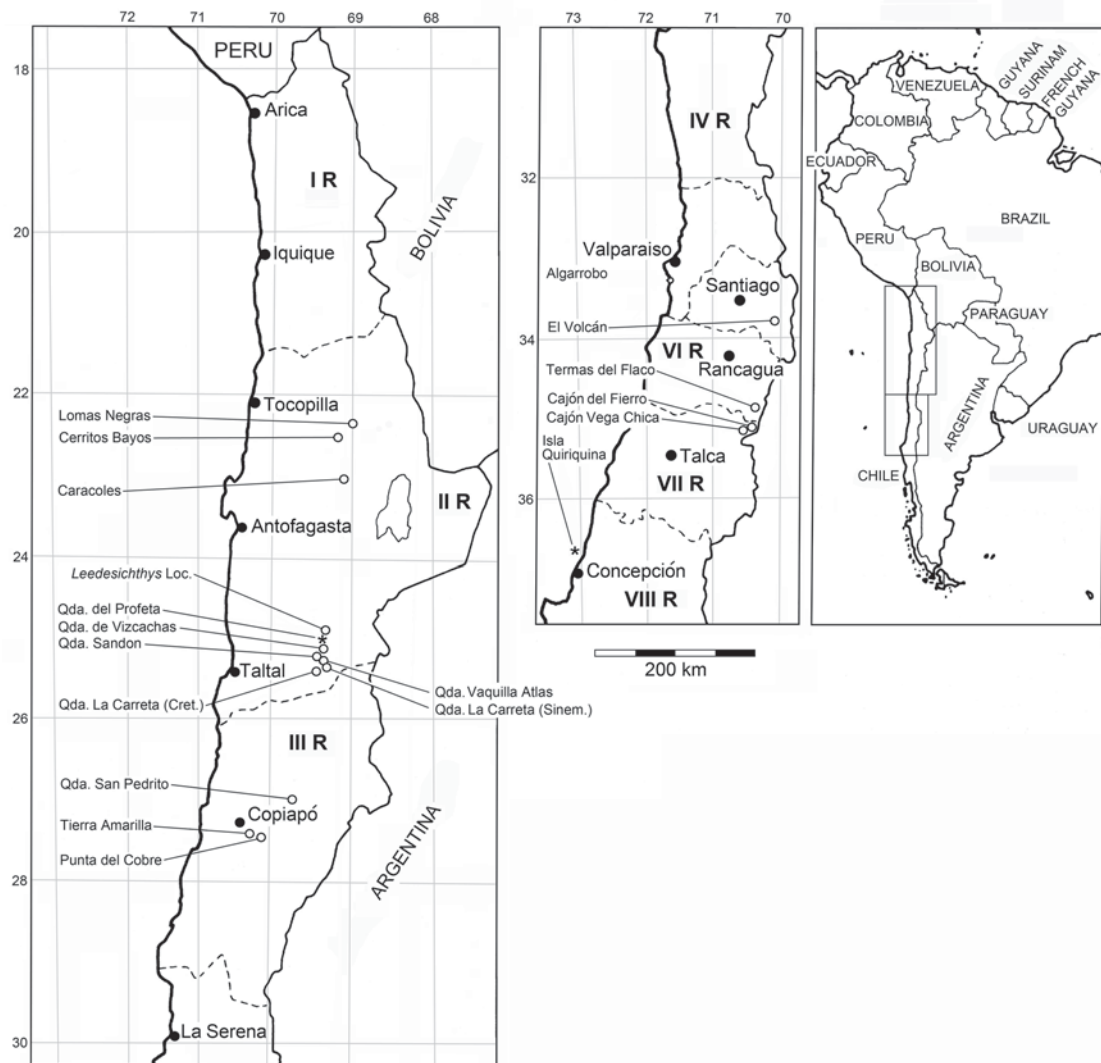 72 71 70 69 68
PERU
18
Arica
I R
BOLIVIA
20
Iquique
22
Tocopilla
Lomas Negras
Cerritos Bayos
Caracoles
II R
Antofagasta
24
Leedesichthys Loc.
Qda. del Profeta
*
Qda. de Vizcachas
Qda. Sandon
Taltal
Qda. Vaquilla Atlas
Qda. La Carreta (Cret.)
Qda. La Carreta (Sinem.)
26
III R
Qda. San Pedrito
Copiapó
Tierra Amarilla
Punta del Cobre
ARGENTINA
28
La Serena
30
73 72 71 70
IV R
32
Valparaiso
Algarrobo
Santiago
El Volcán
34
VI R
Rancagua
Termas del Flaco
Cajón del Fierro
Cajón Vega Chica
Isla
Quiriquina
Talca
VII R
36
*
Concepción
VIII R
200 km
GUYANA
SURINAM
FRENCH
GUYANA
VENEZUELA
COLOMBIA
ECUADOR
BRAZIL
PERU
BOLIVIA
PARAGUAY
ARGENTINA
URAGUAY
CHILE